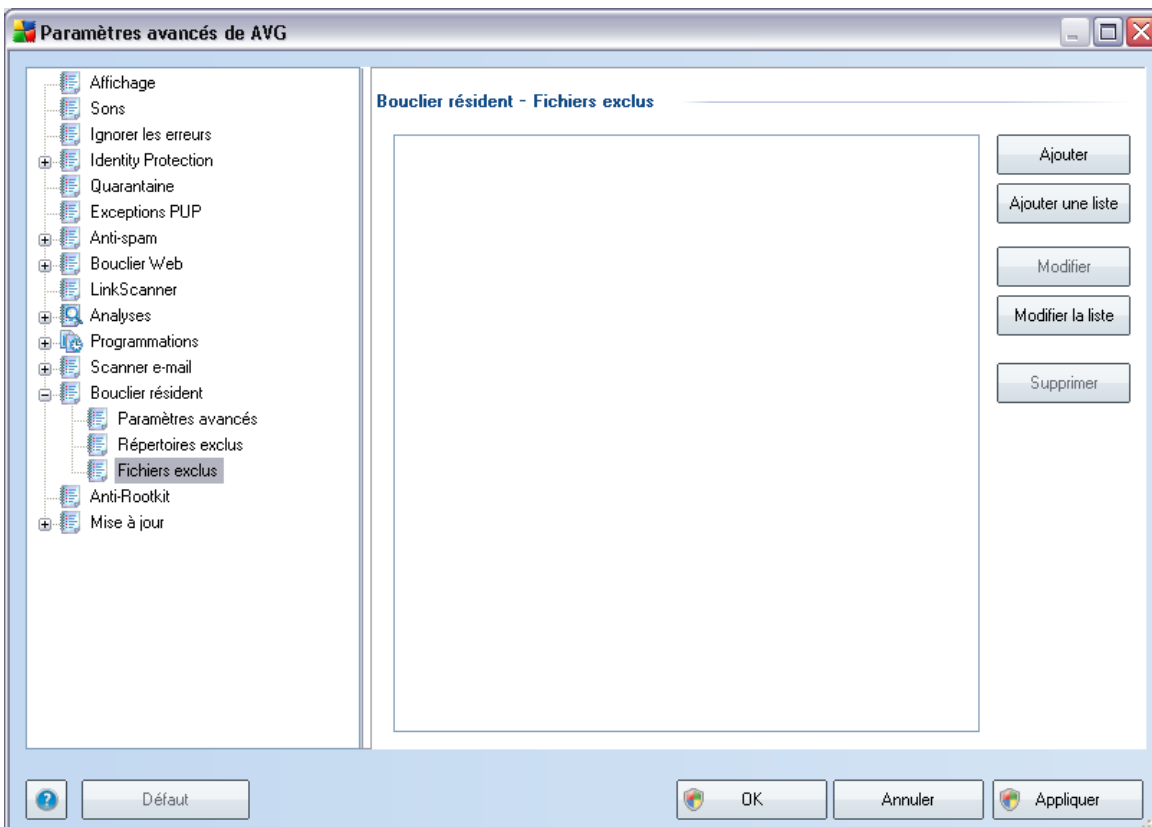 Paramètres avancés de AVG
Affichage
Sons
Ignorer les erreurs
Identity Protection
Quarantaine
Exceptions PUP
Anti-spam
Bouclier Web
LinkScanner
Analyses
Programmations
Scanner e-mail
Bouclier résident
Paramètres avancés
Répertoires exclus
Fichiers exclus
Anti-Rootkit
Mise à jour
Bouclier résident - Fichiers exclus
Ajouter
Ajouter une liste
Modifier
Modifier la liste
Supprimer
Défaut
OK
Annuler
Appliquer